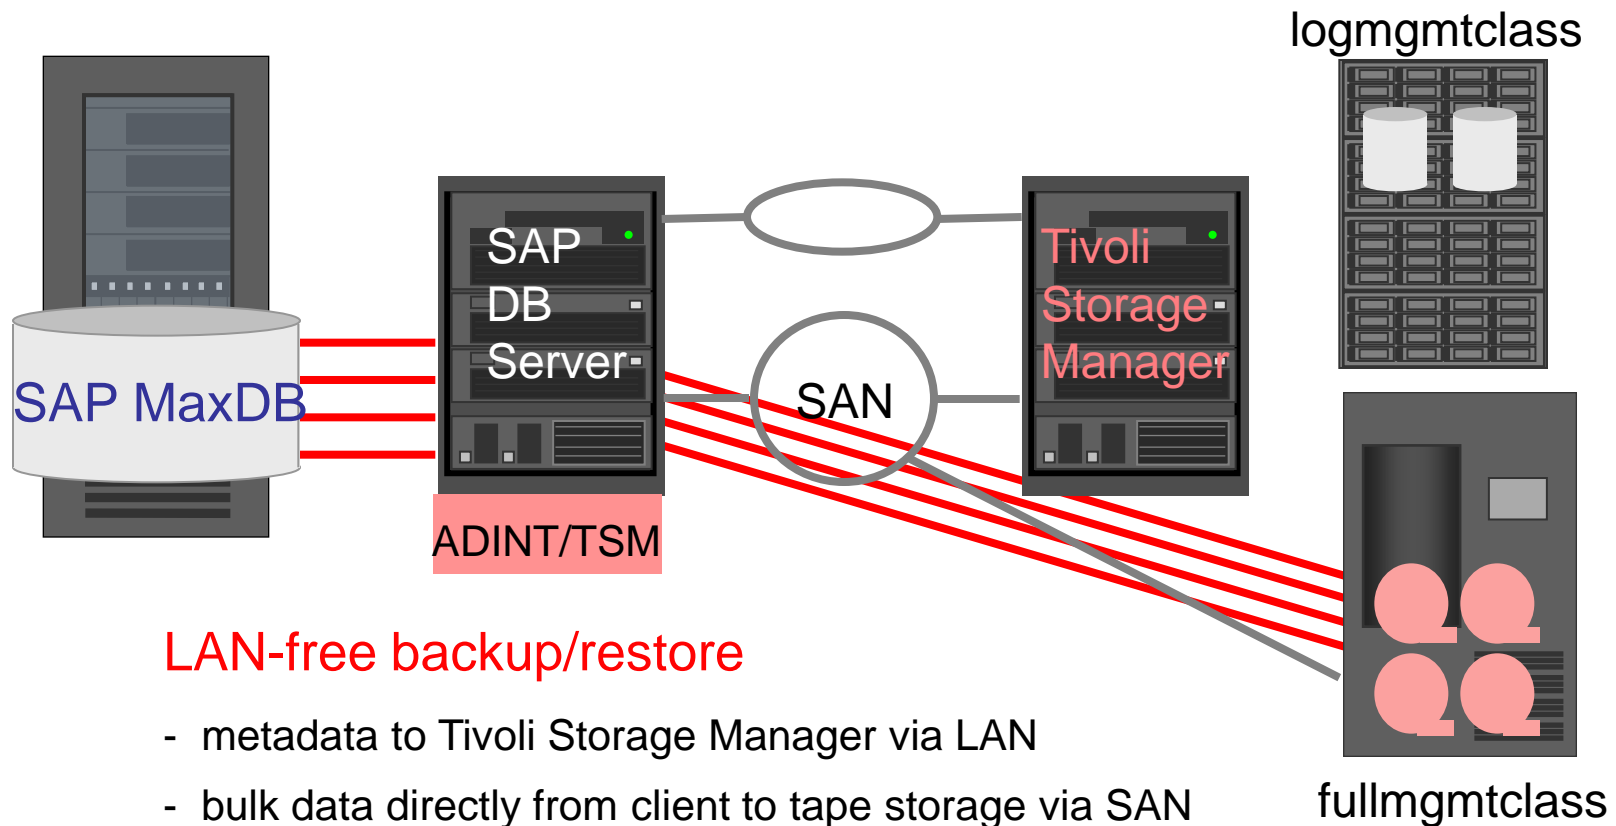 logmgmtclass
SAP
DB
Server
Tivoli
Storage
Manager
SAP MaxDB
SAN
ADINT/TSM
LAN-free backup/restore
- metadata to Tivoli Storage Manager via LAN
- bulk data directly from client to tape storage via SAN
fullmgmtclass